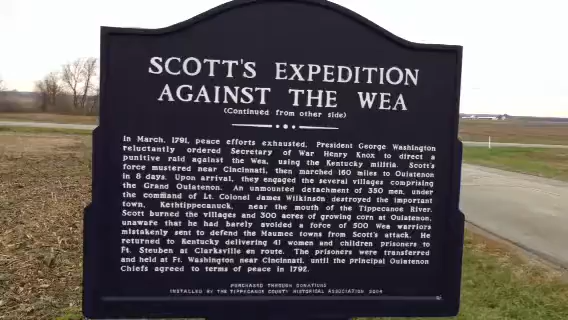 SCOTT'S EXPEDITION
AGAINST THE WEA
(Continued from other side)
In March, 1791, peace efforts exhausted, President George Washington
reluctantly ordered Secretary of War Henry Knox to direct a
punitive raid against the Wea, using the Kentucky militia. Scott's
force mustered near Cincinnati, then marched 160 miles to Ouiatenon
in 8 days. Upon arrival, they engaged the several villages comprising
the Grand Ouiatenon. An unmounted detachment of 350 men, under
the command of Lt. Colonel James Wilkinson destroyed the important
town, Kethtippecanuck, near the mouth of the Tippecanoe River.
Scott burned the villages and 300 acres of growing corn at Ouiatenon,
unaware that he had barely avoided a force of 500 Wea warriors
mistakenly sent to defend the Maumee towns from Scott's attack. He
returned to Kentucky delivering 41 women and children prisoners to
Ft. Steuben at Clarksville en route. The prisoners were transferred
and held at Ft. Washington near Cincinnati, until the principal Ouiatenon
Chiefs agreed to terms of peace in 1792.
PURCHASED THROUGH DONATIONS
INSTALLED BY THE TIPPECANOE COUNTY HISTORICAL ASSOCIATION 2004